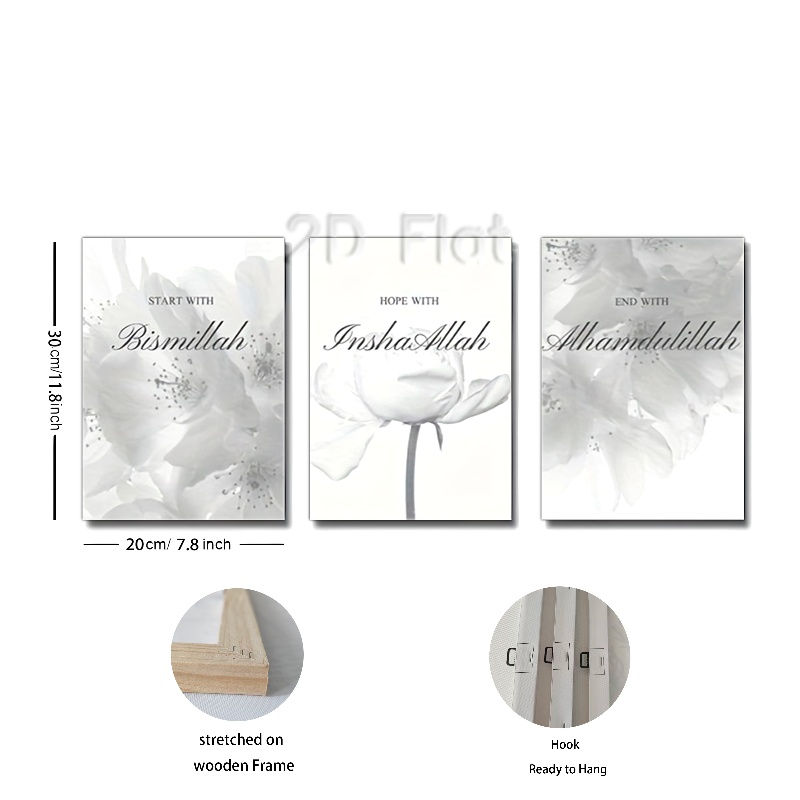 2D Flat
START WITH
Bismillah
HOPE WITH
InshaAllah
END WITH
Alhamdulillah
30cm/11.8inch
20cm/ 7.8 inch
stretched on
wooden Frame
Hook
Ready to Hang